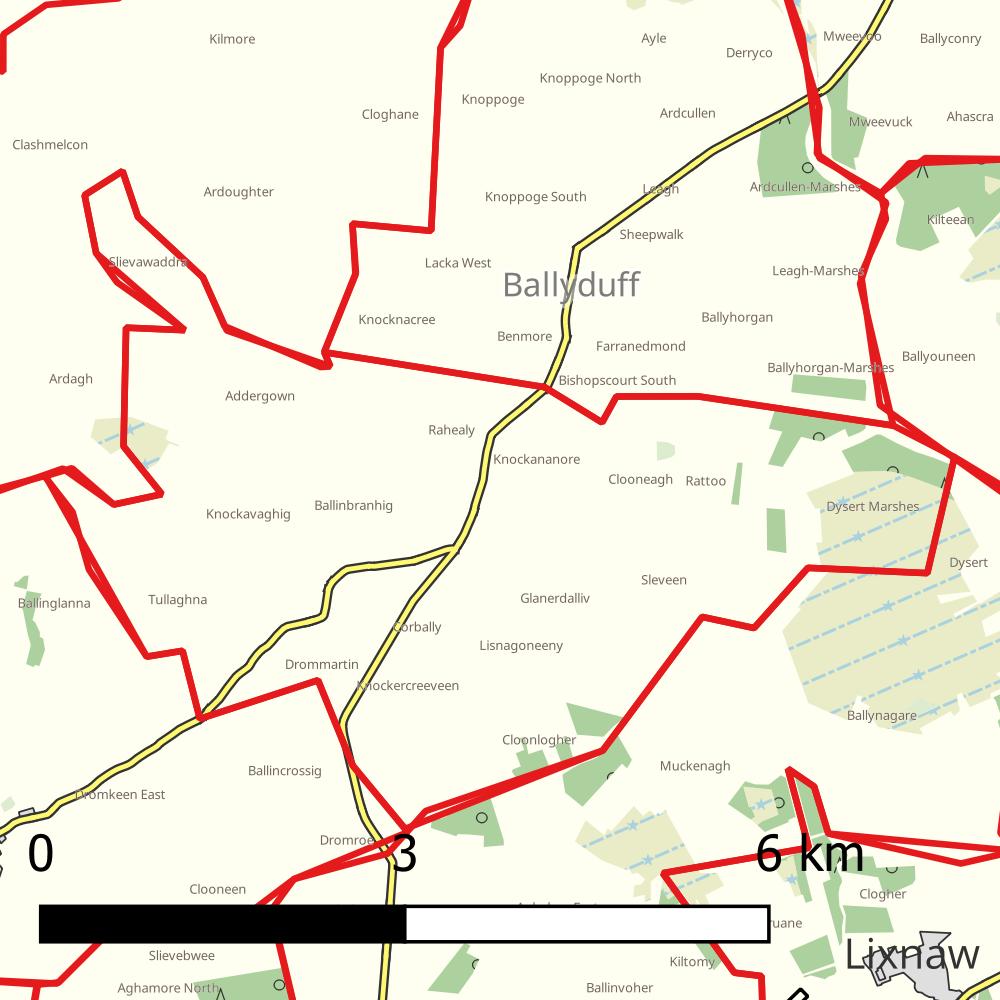 Kilmore
Ayle
Mweevoo
Ballyconry
Derryco
Knoppoge North
Knoppoge
Cloghane
Ardcullen
Mweevuck
Ahascra
Clashmelcon
Ardoughter
Knoppoge South
Leagh
Ardcullen-Marshes
Kilteean
Sheepwalk
Slievawaddra
Lacka West
Leagh-Marshes
Ballyduff
Knocknacree
Ballyhorgan
Benmore
Farranedmond
Ballyouneen
Ballyhorgan-Marshes
Ardagh
Bishopscourt South
Addergown
Rahealy
Knockananore
Clooneagh
Rattoo
Ballinbranhig
Knockavaghig
Dysert Marshes
Dysert
Sleveen
Ballinglanna
Tullaghna
Glanerdalliv
Corbally
Lisnagoneeny
Drommartin
Knockercreeveen
Ballynagare
Cloonlogher
Ballincrossig
Muckenagh
Dromkeen East
Dromroe
0 3 6 km
Clooneen
Clogher
Slievebwee
Kiltomy
Lixnaw
Aghamore North
Ballinvoher